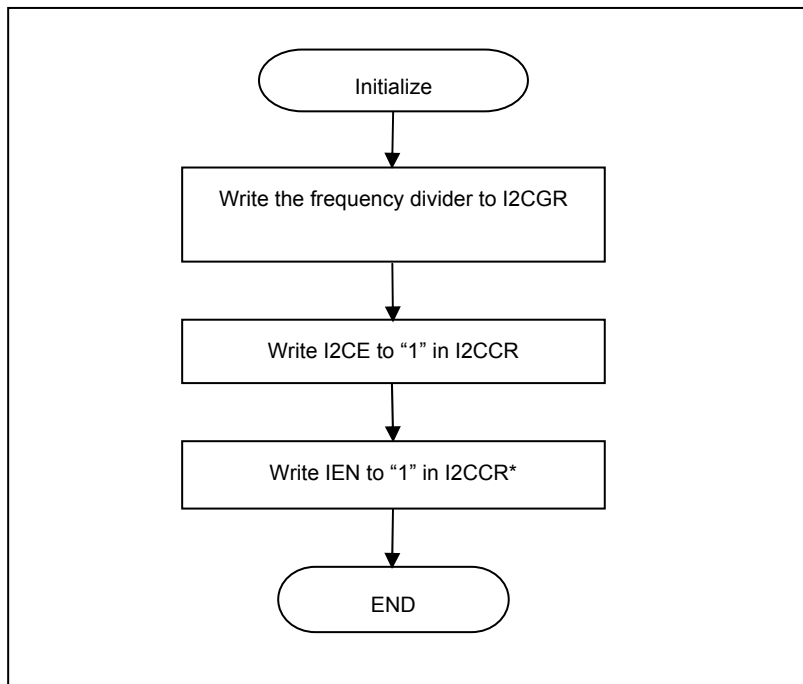 Initialize
Write the frequency divider to I2CGR
Write I2CE to “1” in I2CCR
Write IEN to “1” in I2CCR*
END